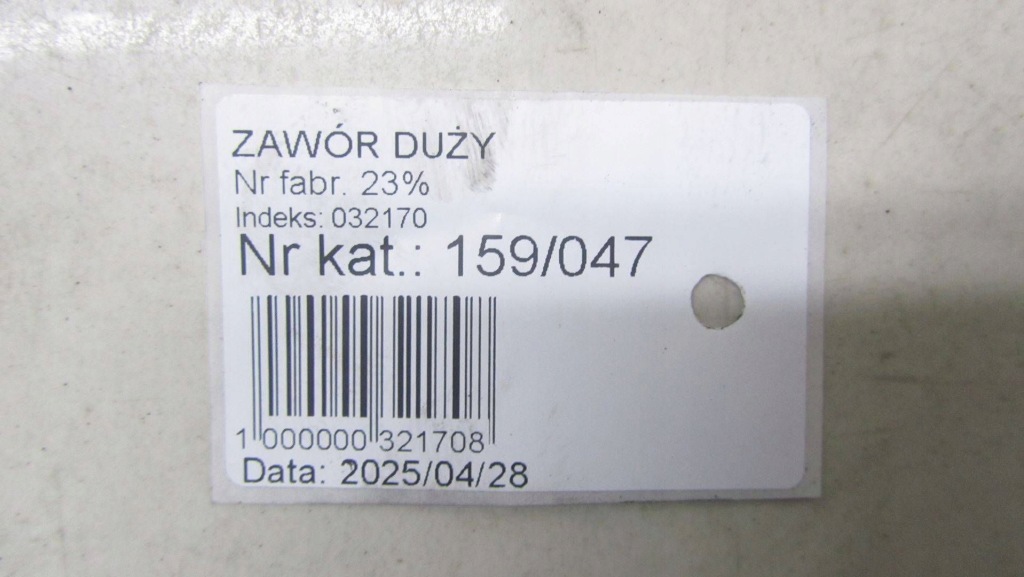 ZAWÓR DUŻY
Nr fabr. 23%
Indeks: 032170
Nr kat.: 159/047
1 000000 321708
Data: 2025/04/28